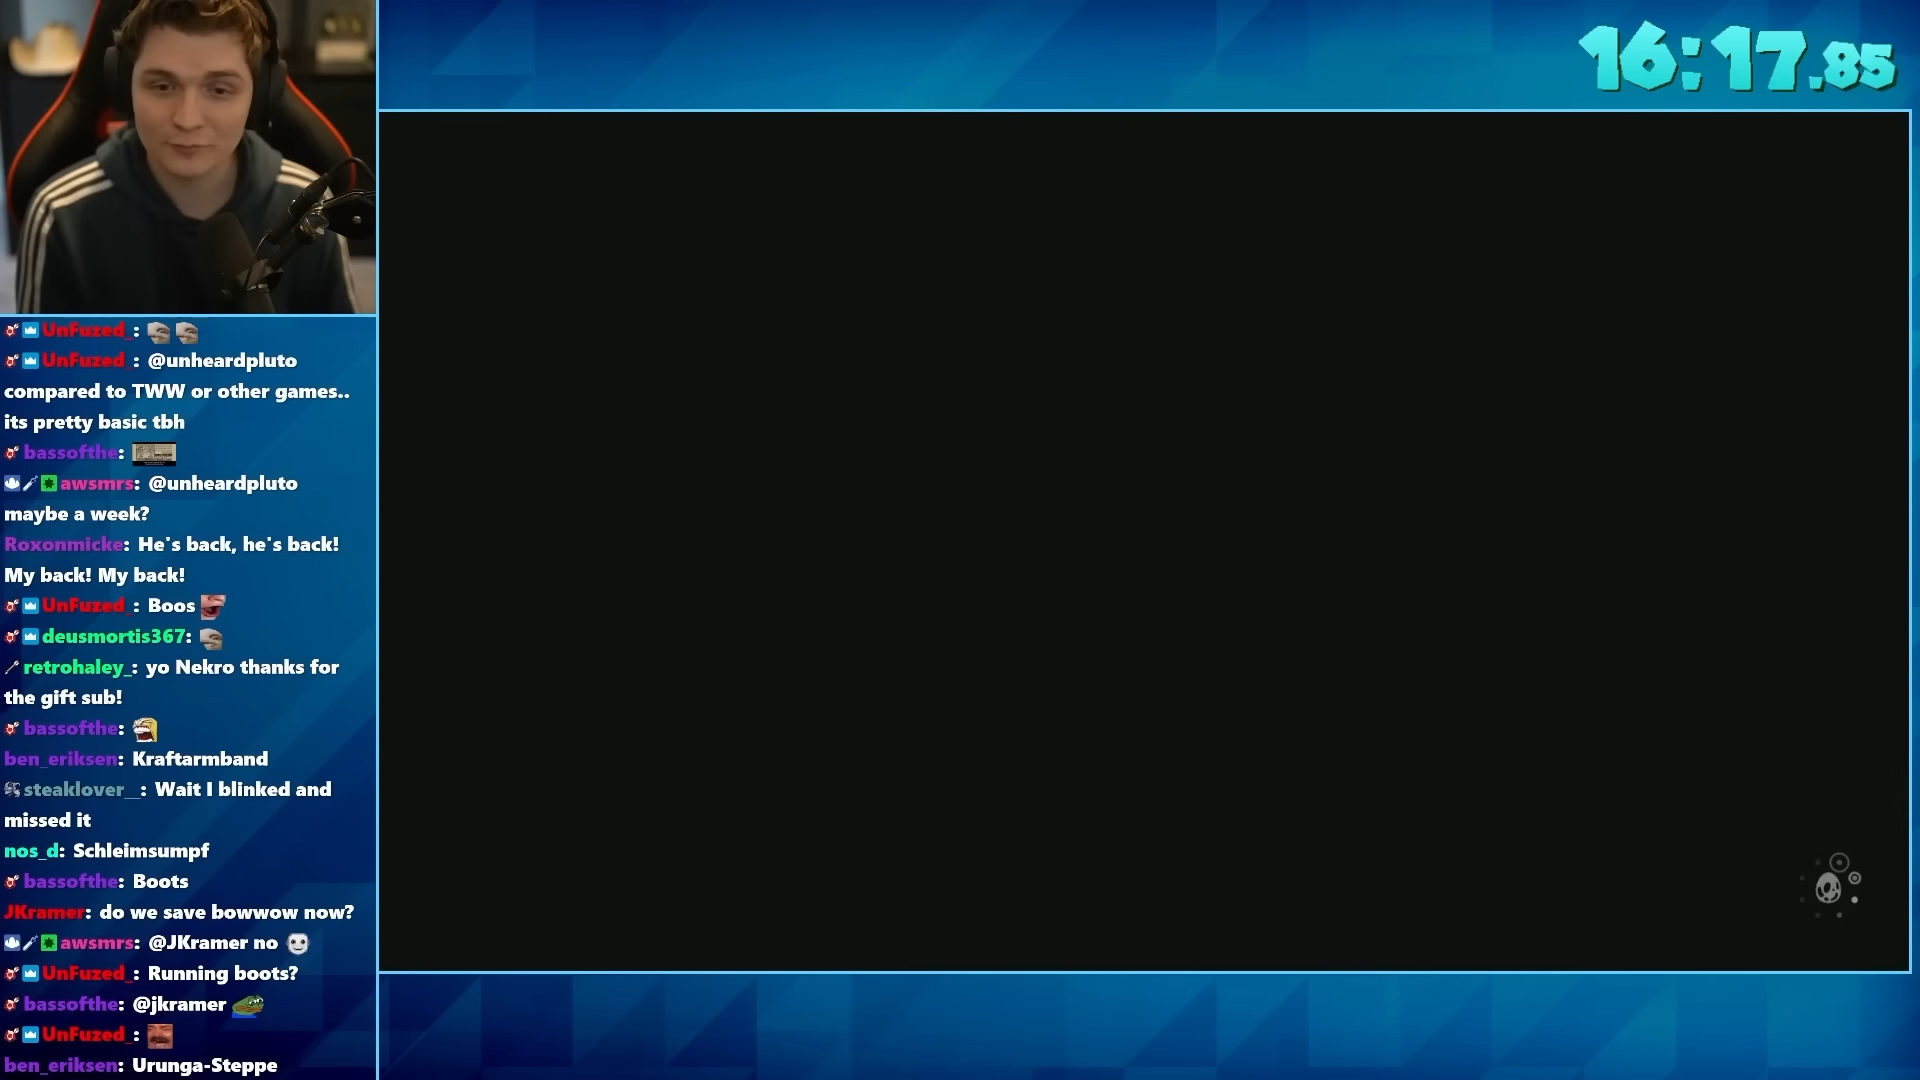 16:17.85
UnFuzed_:
UnFuzed_: @unheardpluto
compared to TWW or other games..
its pretty basic tbh
bassofthe:
awsmrs: @unheardpluto
maybe a week?
Roxonmicke: He's back, he's back!
My back! My back!
UnFuzed_: Boos
deusmortis367:
retrohaley_: yo Nekro thanks for
the gift sub!
bassofthe:
ben_eriksen: Kraftarmband
steaklover__: Wait I blinked and
missed it
nos_d: Schleimsumpf
bassofthe: Boots
JKramer: do we save bowwow now?
awsmrs: @JKramer no
UnFuzed_: Running boots?
bassofthe: @jkramer
UnFuzed_:
ben_eriksen: Urunga-Steppe